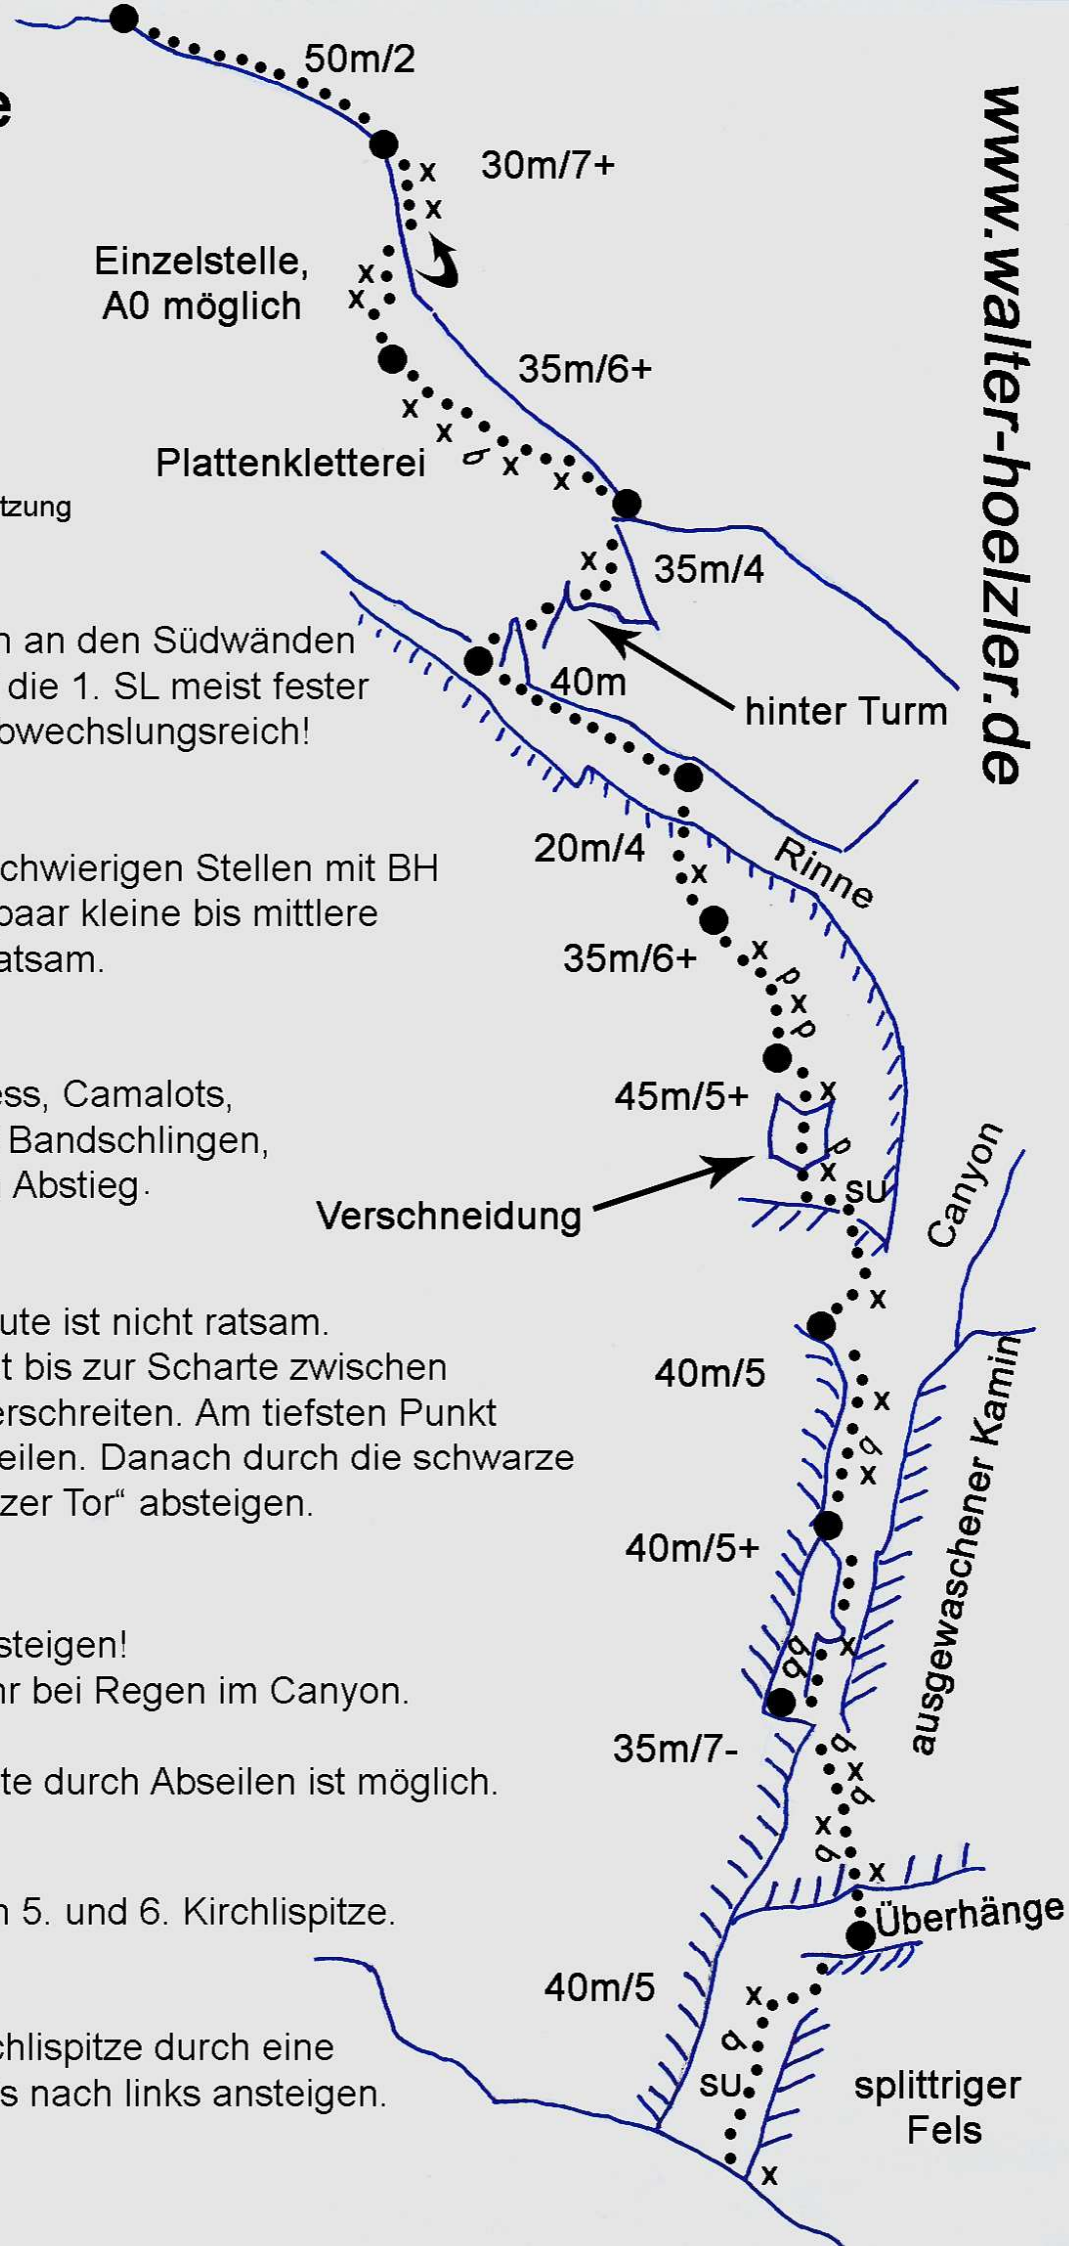 50m/2
e
30m/7+
Einzelstelle,
A0 möglich
35m/6+
Plattenkletterei
tzung
35m/4
n an den Südwänden
die 1. SL meist fester
bwechslungsreich!
40m
hinter Turm
20m/4
Rinne
chwierigen Stellen mit BH
paar kleine bis mittlere
atsam.
35m/6+
ess, Camalots,
Bandschlingen,
Abstieg.
45m/5+
SU
Verschneidung
Canyon
ute ist nicht ratsam.
t bis zur Scharte zwischen
erschreiten. Am tiefsten Punkt
eilen. Danach durch die schwarze
zer Tor“ absteigen.
40m/5
40m/5+
ausgewaschener Kamin
steigen!
hr bei Regen im Canyon.
35m/7-
te durch Abseilen ist möglich.
n 5. und 6. Kirchlispitze.
Überhänge
40m/5
chlispitze durch eine
s nach links ansteigen.
SU
splittriger
Fels
www.walter-hoelzler.de